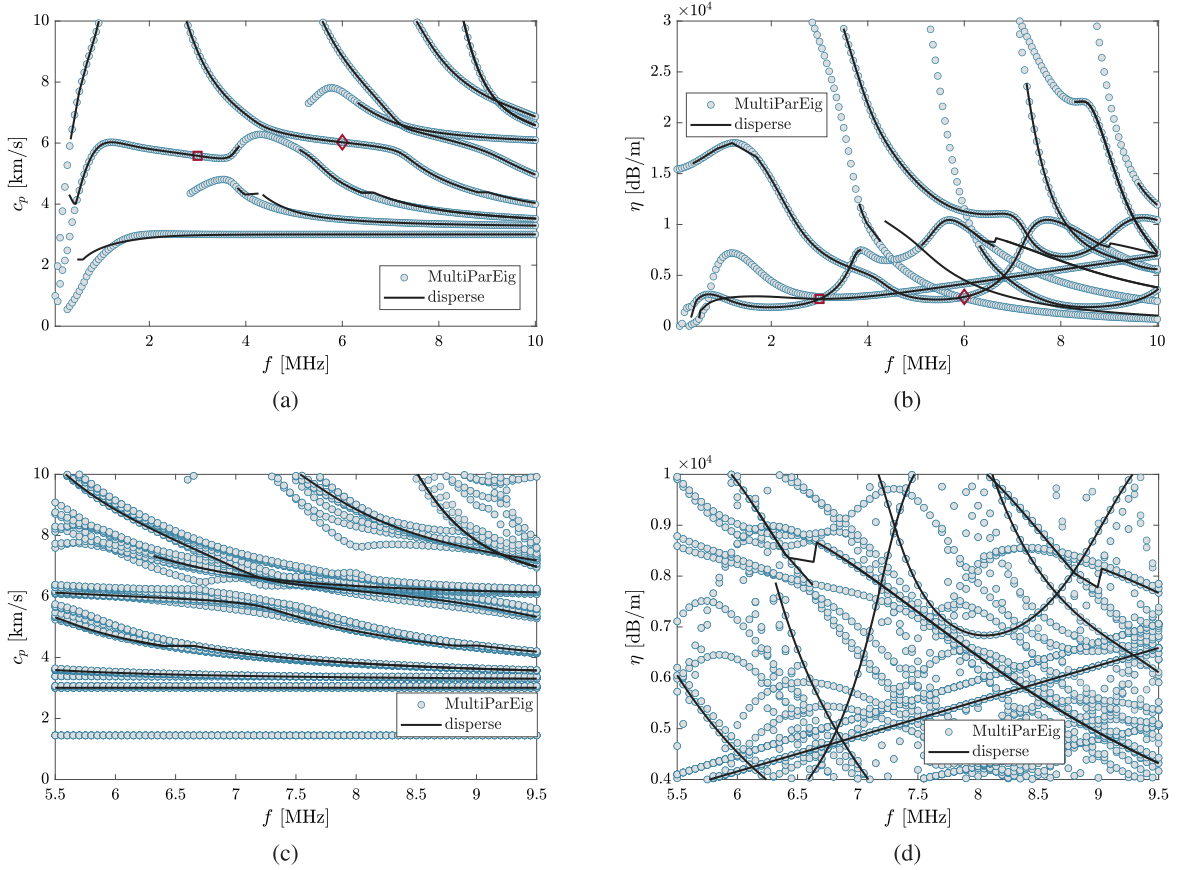 10
8
6
4
2
0
c_p [km/s]
MultiParEig
disperse
2 4 6 8 10
f [MHz]
(a)
×10⁴
3
2.5
2
1.5
1
0.5
0
η [dB/m]
MultiParEig
disperse
2 4 6 8 10
f [MHz]
(b)
10
8
6
4
2
0
c_p [km/s]
MultiParEig
disperse
5.5 6 6.5 7 7.5 8 8.5 9 9.5
f [MHz]
(c)
×10⁴
1
0.9
0.8
0.7
0.6
0.5
0.4
η [dB/m]
MultiParEig
disperse
5.5 6 6.5 7 7.5 8 8.5 9 9.5
f [MHz]
(d)